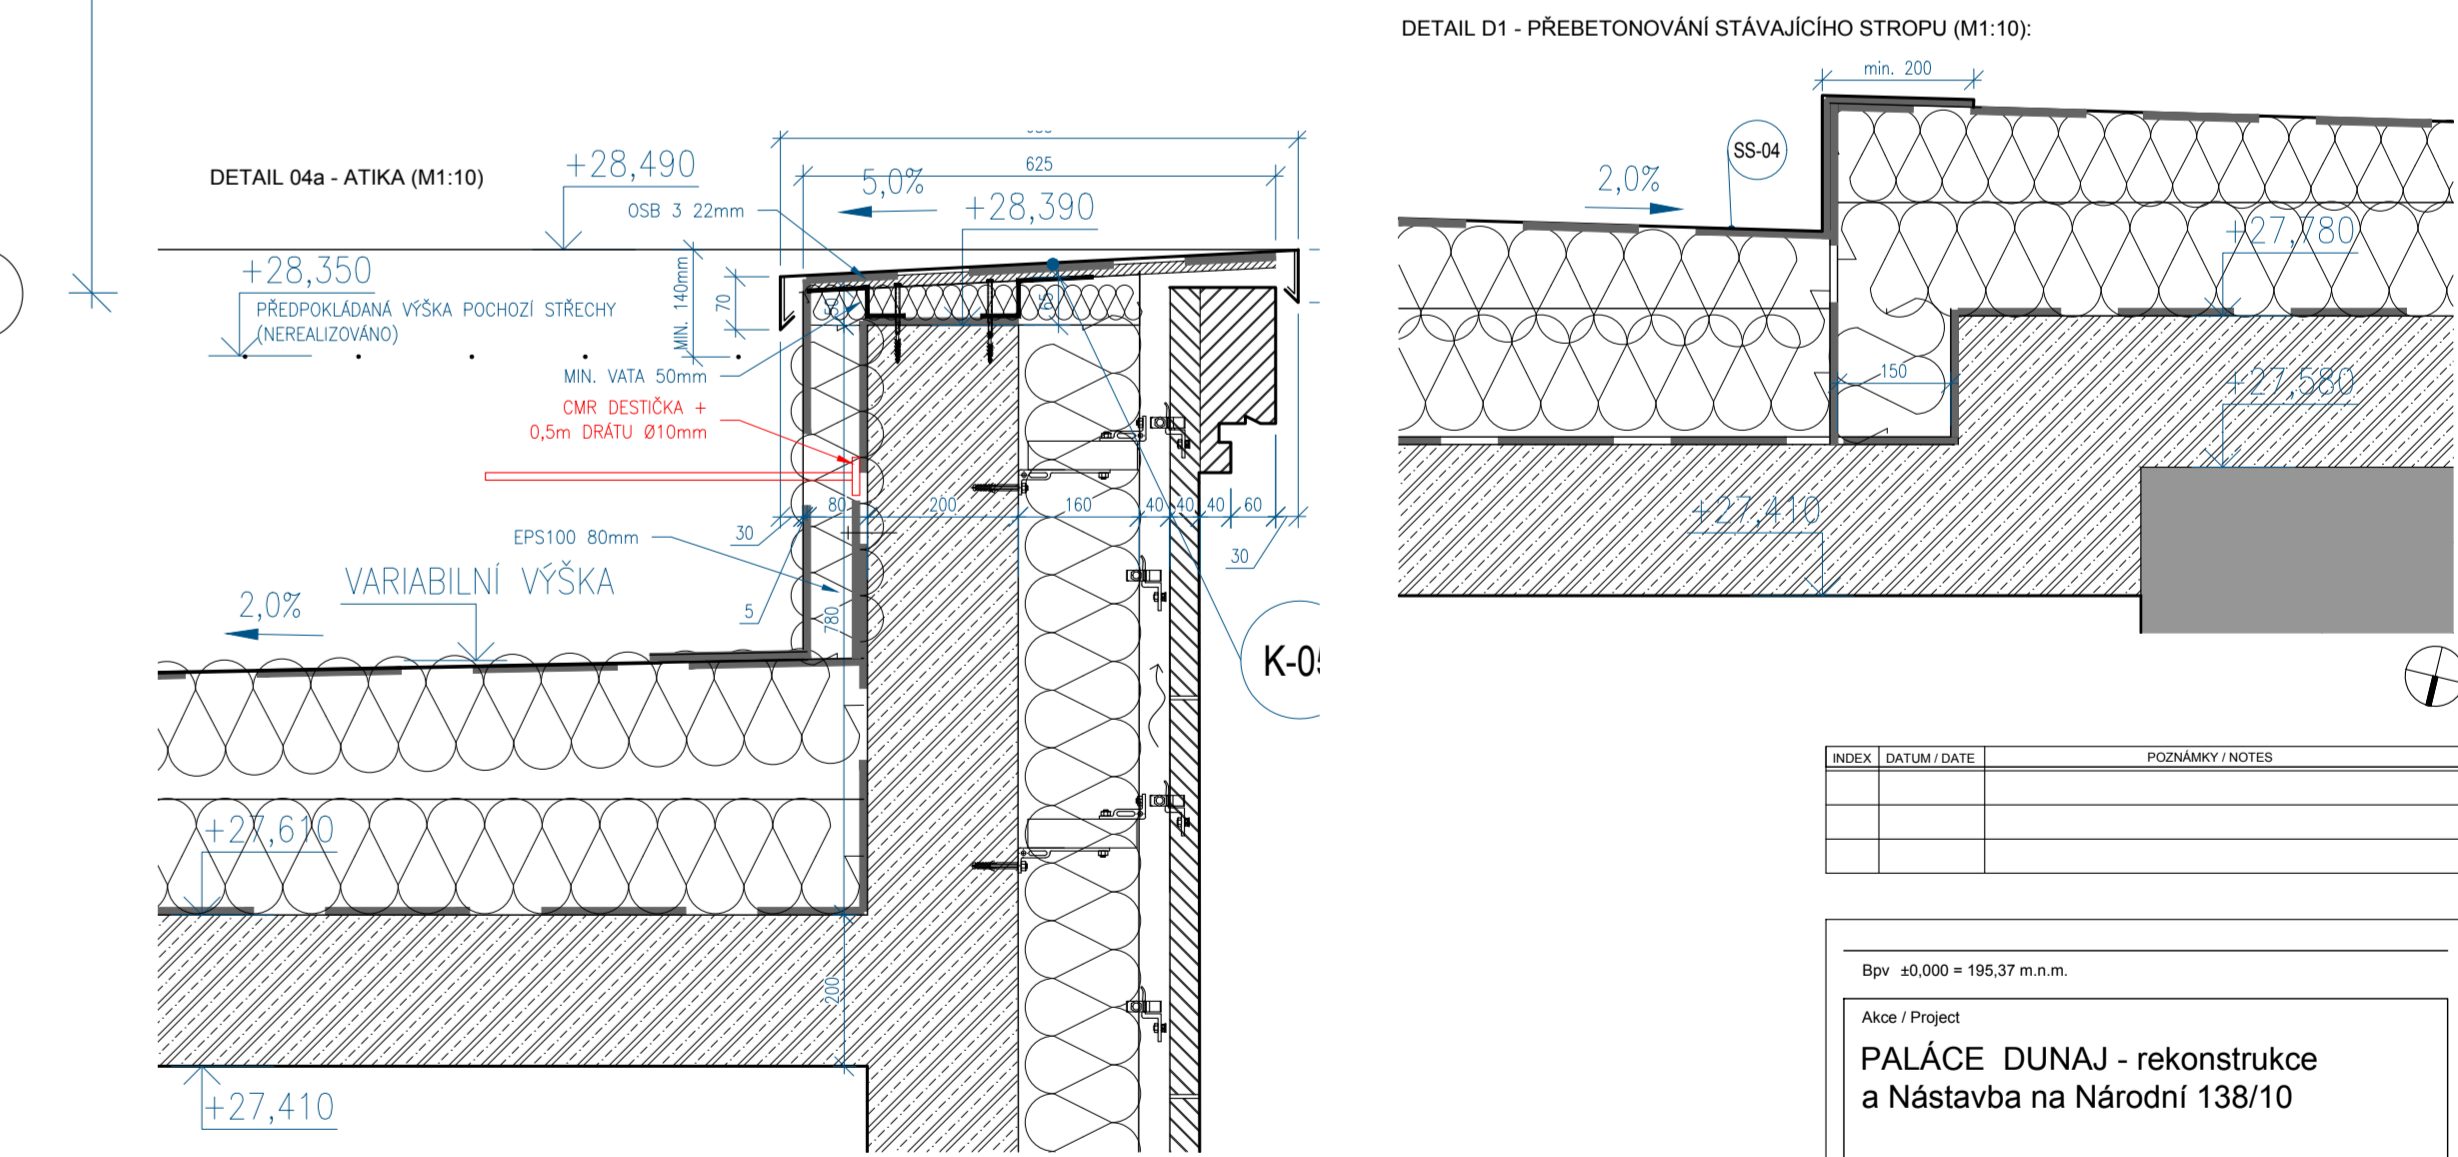 DETAIL 04a - ATIKA (M1:10)
+28,490
625
5,0%
OSB 3 22mm
+28,390
+28,350
PŘEDPOKLÁDANÁ VÝŠKA POCHOZÍ STŘECHY
(NEREALIZOVÁNO)
MIN. 140mm
70
50
65
MIN. VATA 50mm
CMR DESTIČKA +
0,5m DRÁTU Ø10mm
80
200
160
40
40
40
60
30
30
EPS100 80mm
5
780
VARIABILNÍ VÝŠKA
2,0%
+27,610
200
+27,410
DETAIL D1 - PŘEBETONOVÁNÍ STÁVAJÍCÍHO STROPU (M1:10):
min. 200
SS-04
2,0%
+27,780
150
+27,580
+27,410
INDEX DATUM / DATE POZNÁMKY / NOTES
Bpv ±0,000 = 195,37 m.n.m.
Akce / Project
PALÁCE DUNAJ - rekonstrukce
a Nástavba na Národní 138/10